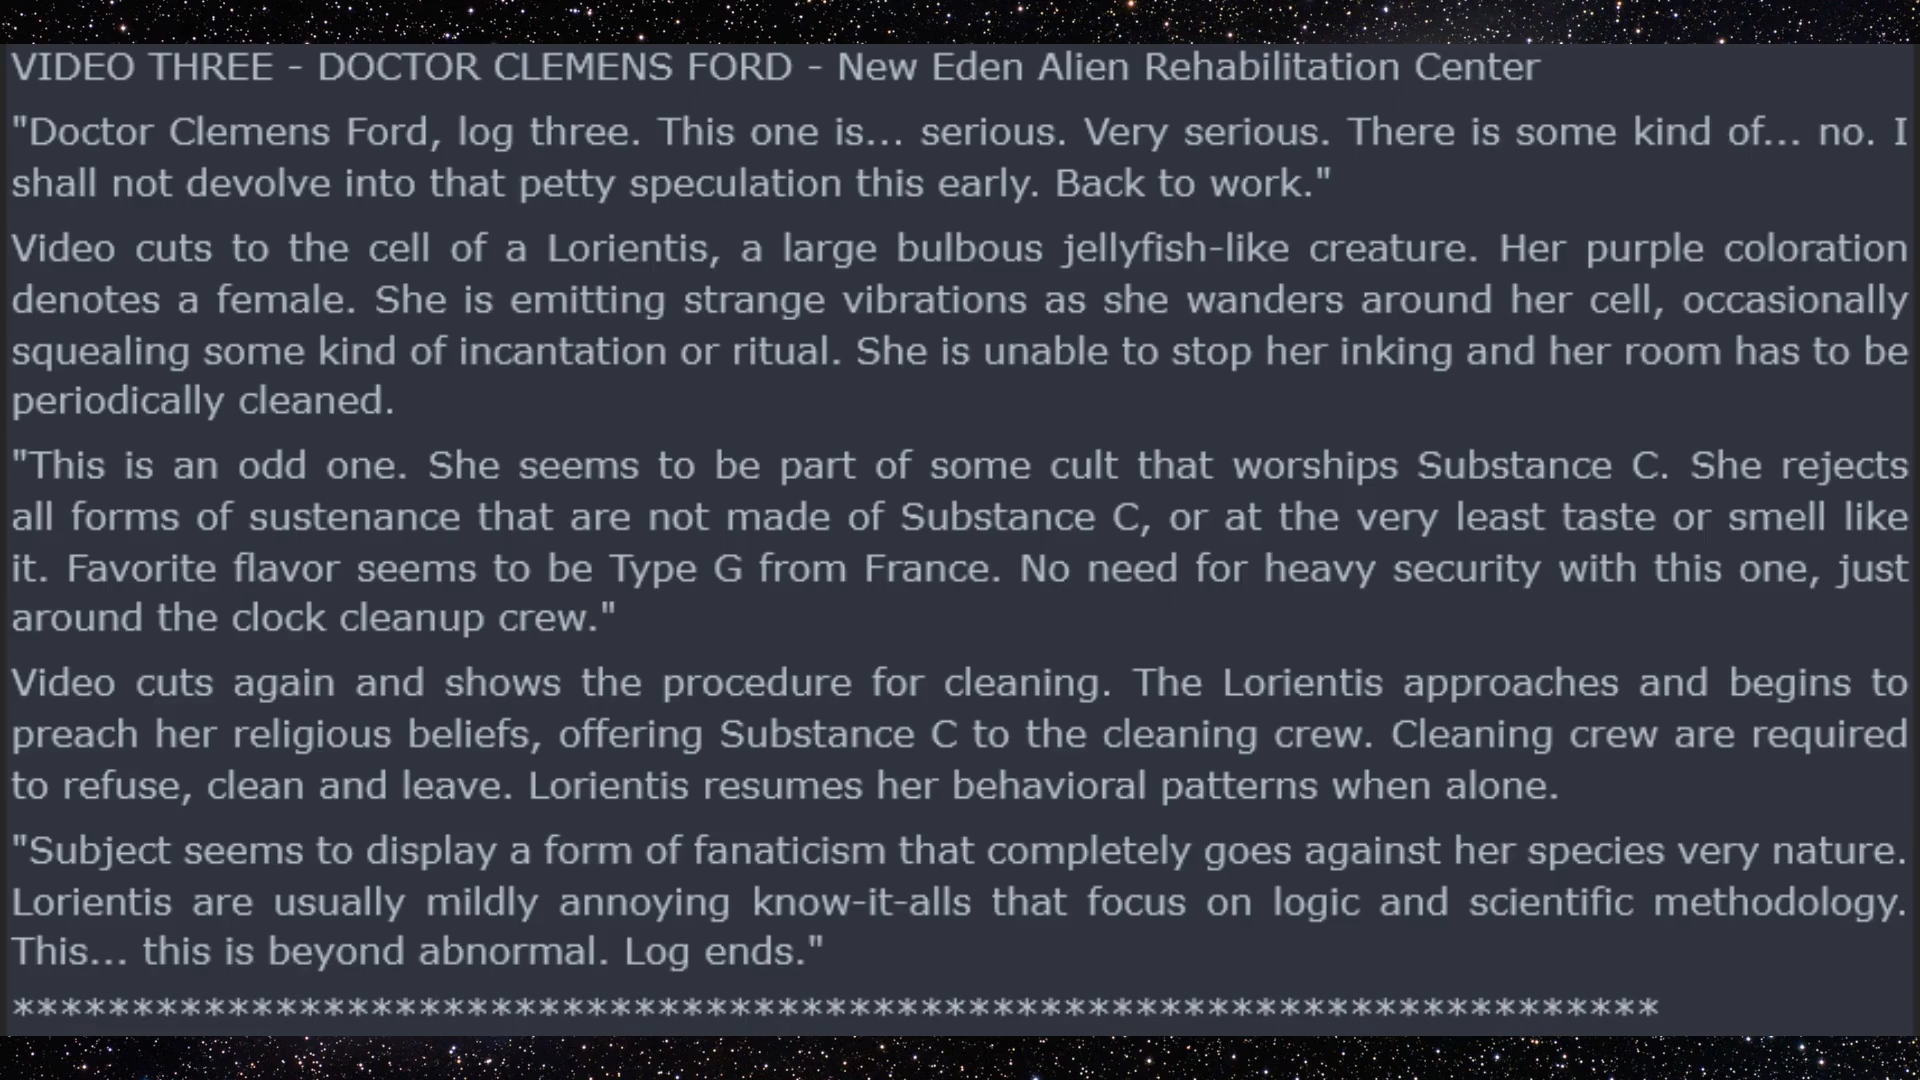 VIDEO THREE - DOCTOR CLEMENS FORD - New Eden Alien Rehabilitation Center
"Doctor Clemens Ford, log three. This one is... serious. Very serious. There is some kind of... no. I
shall not devolve into that petty speculation this early. Back to work."
Video cuts to the cell of a Lorientis, a large bulbous jellyfish-like creature. Her purple coloration
denotes a female. She is emitting strange vibrations as she wanders around her cell, occasionally
squealing some kind of incantation or ritual. She is unable to stop her inking and her room has to be
periodically cleaned.
"This is an odd one. She seems to be part of some cult that worships Substance C. She rejects
all forms of sustenance that are not made of Substance C, or at the very least taste or smell like
it. Favorite flavor seems to be Type G from France. No need for heavy security with this one, just
around the clock cleanup crew."
Video cuts again and shows the procedure for cleaning. The Lorientis approaches and begins to
preach her religious beliefs, offering Substance C to the cleaning crew. Cleaning crew are required
to refuse, clean and leave. Lorientis resumes her behavioral patterns when alone.
"Subject seems to display a form of fanaticism that completely goes against her species very nature.
Lorientis are usually mildly annoying know-it-alls that focus on logic and scientific methodology.
This... this is beyond abnormal. Log ends."
*********************************************************************